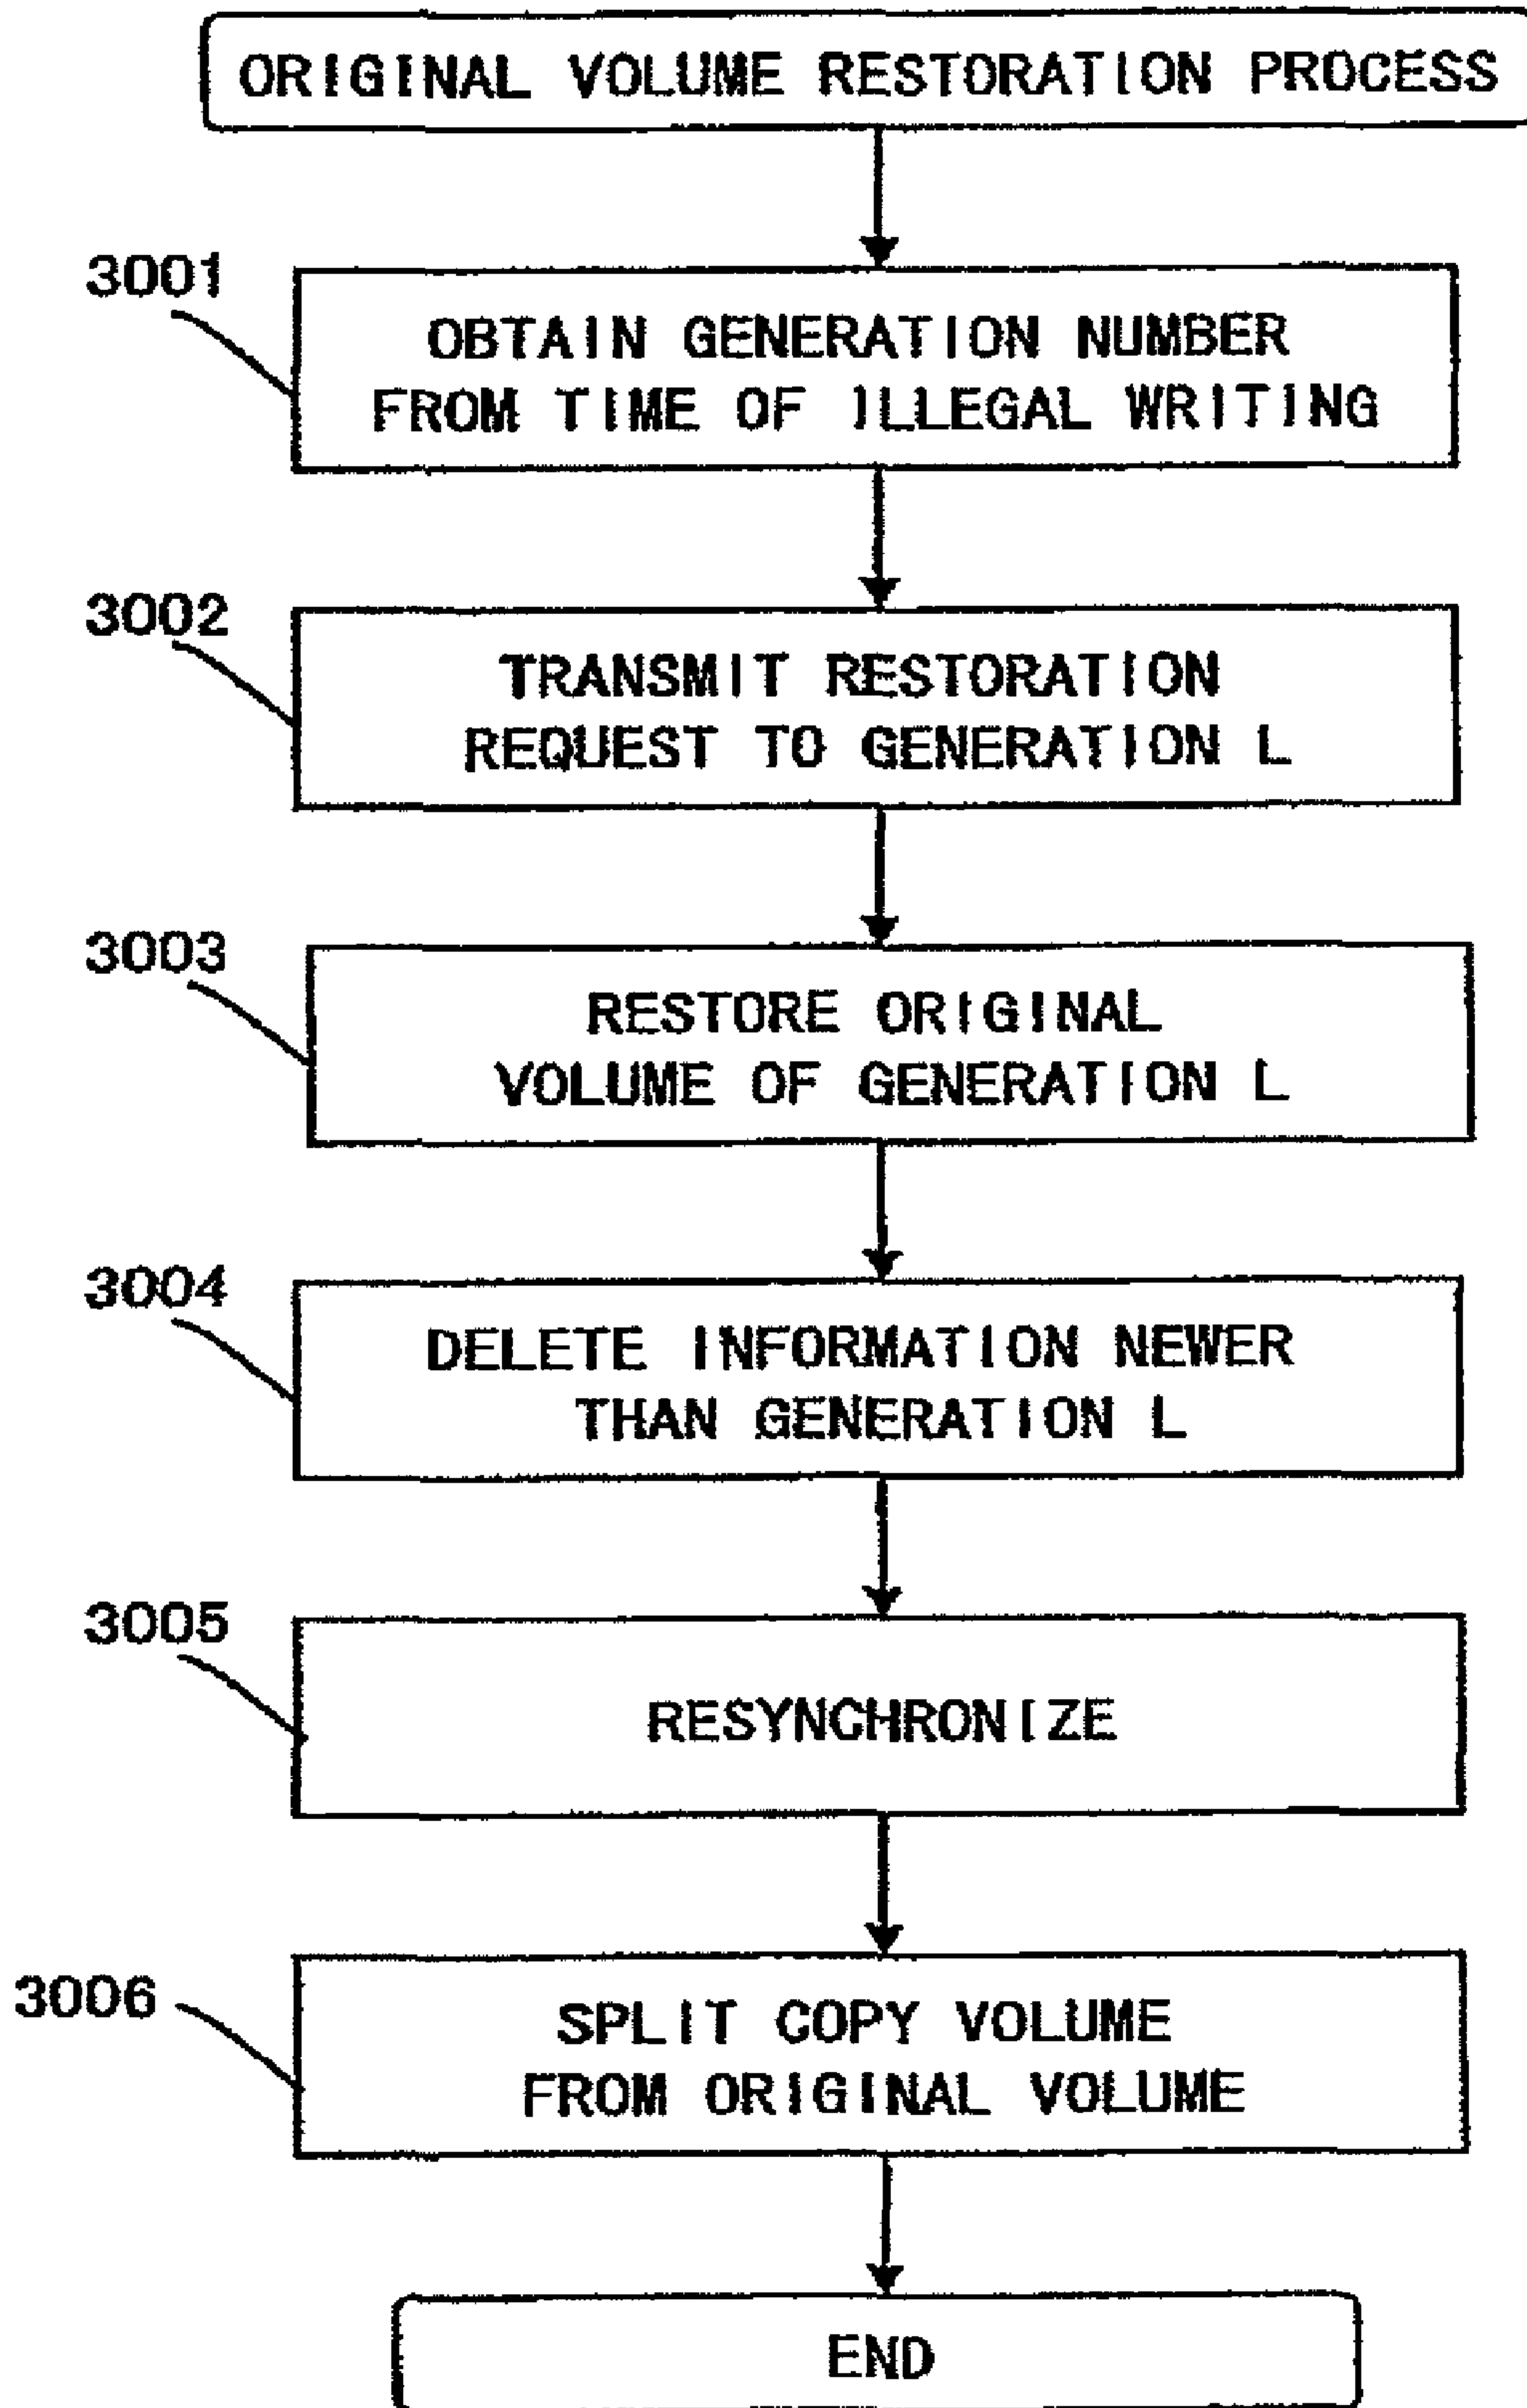 ORIGINAL VOLUME RESTORATION PROCESS
3001
OBTAIN GENERATION NUMBER
FROM TIME OF ILLEGAL WRITING
3002
TRANSMIT RESTORATION
REQUEST TO GENERATION L
3003
RESTORE ORIGINAL
VOLUME OF GENERATION L
3004
DELETE INFORMATION NEWER
THAN GENERATION L
3005
RESYNCHRONIZE
3006
SPLIT COPY VOLUME
FROM ORIGINAL VOLUME
END